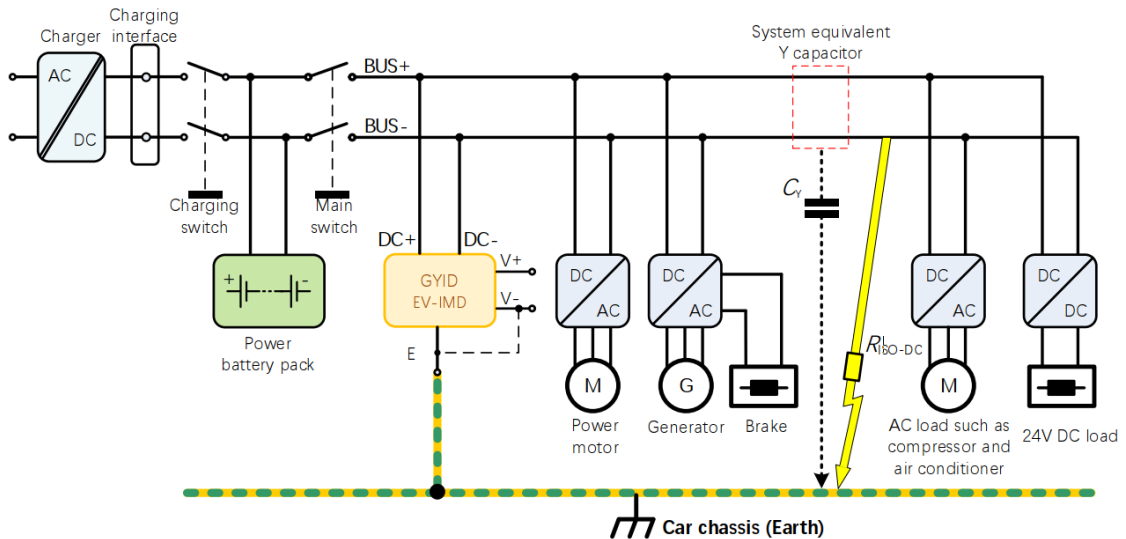 Charging
interface
Charger
AC
DC
BUS+
BUS-
System equivalent
Y capacitor
Charging
switch
Main
switch
CY
DC+
DC-
GYID
EV-IMD
V+
V-
E
+
-
Power
battery pack
DC
AC
M
Power
motor
DC
AC
G
Generator
Brake
RISO-DC
DC
AC
M
AC load such as
compressor and
air conditioner
DC
DC
24V DC load
Car chassis (Earth)